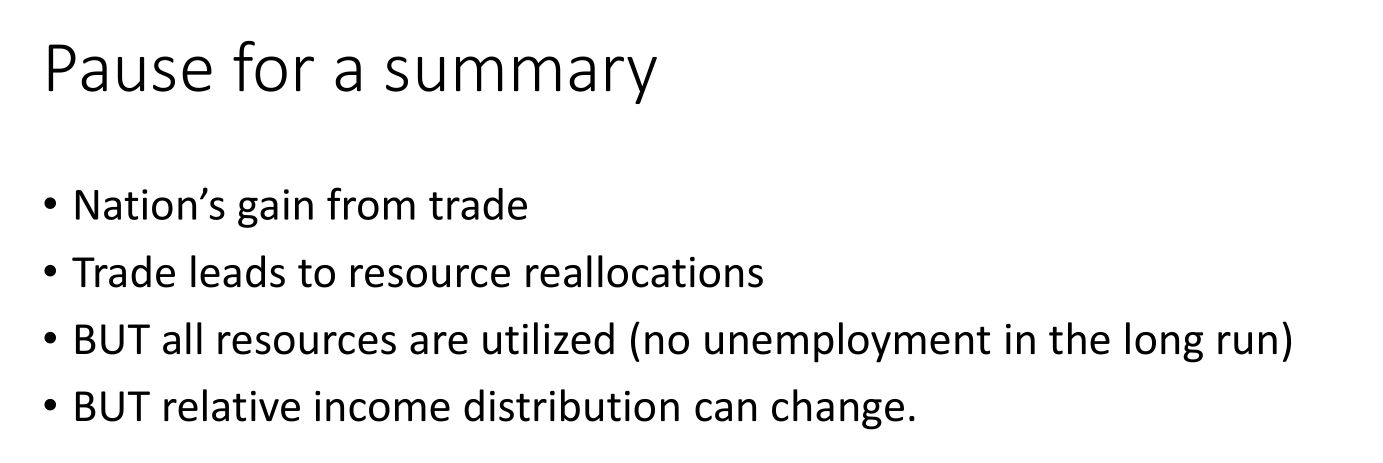 Pause for a summary
• Nation’s gain from trade
• Trade leads to resource reallocations
• BUT all resources are utilized (no unemployment in the long run)
• BUT relative income distribution can change.